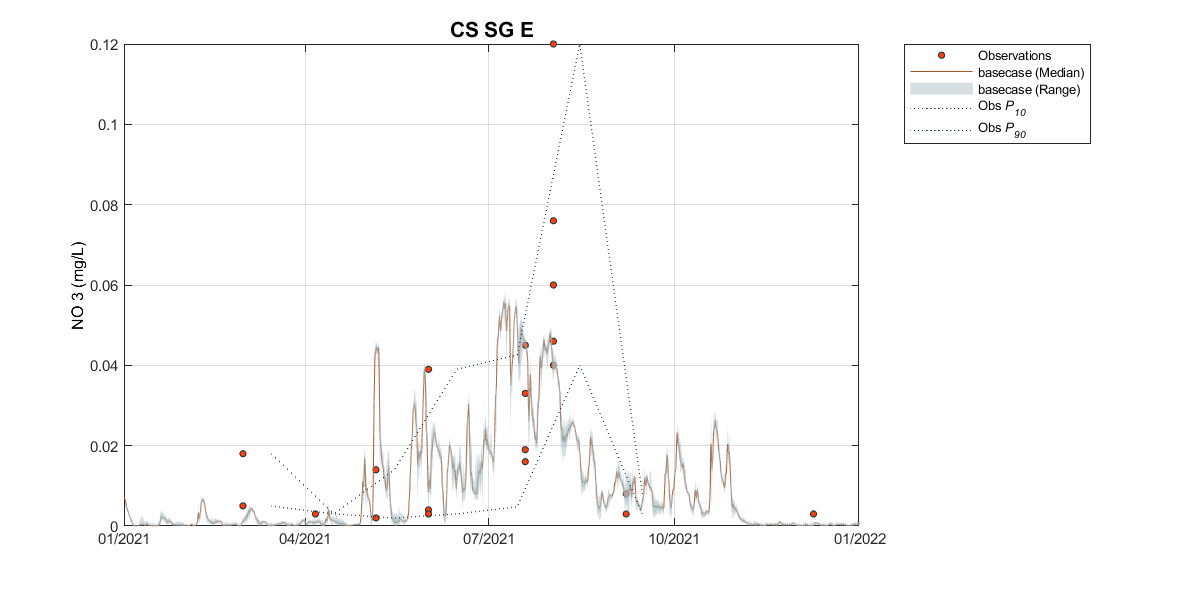 CS SG E
0.12
0.1
0.08
0.06
0.04
0.02
0
NO 3 (mg/L)
01/2021
04/2021
07/2021
10/2021
01/2022
Observations
basecase (Median)
basecase (Range)
Obs P10
Obs P90